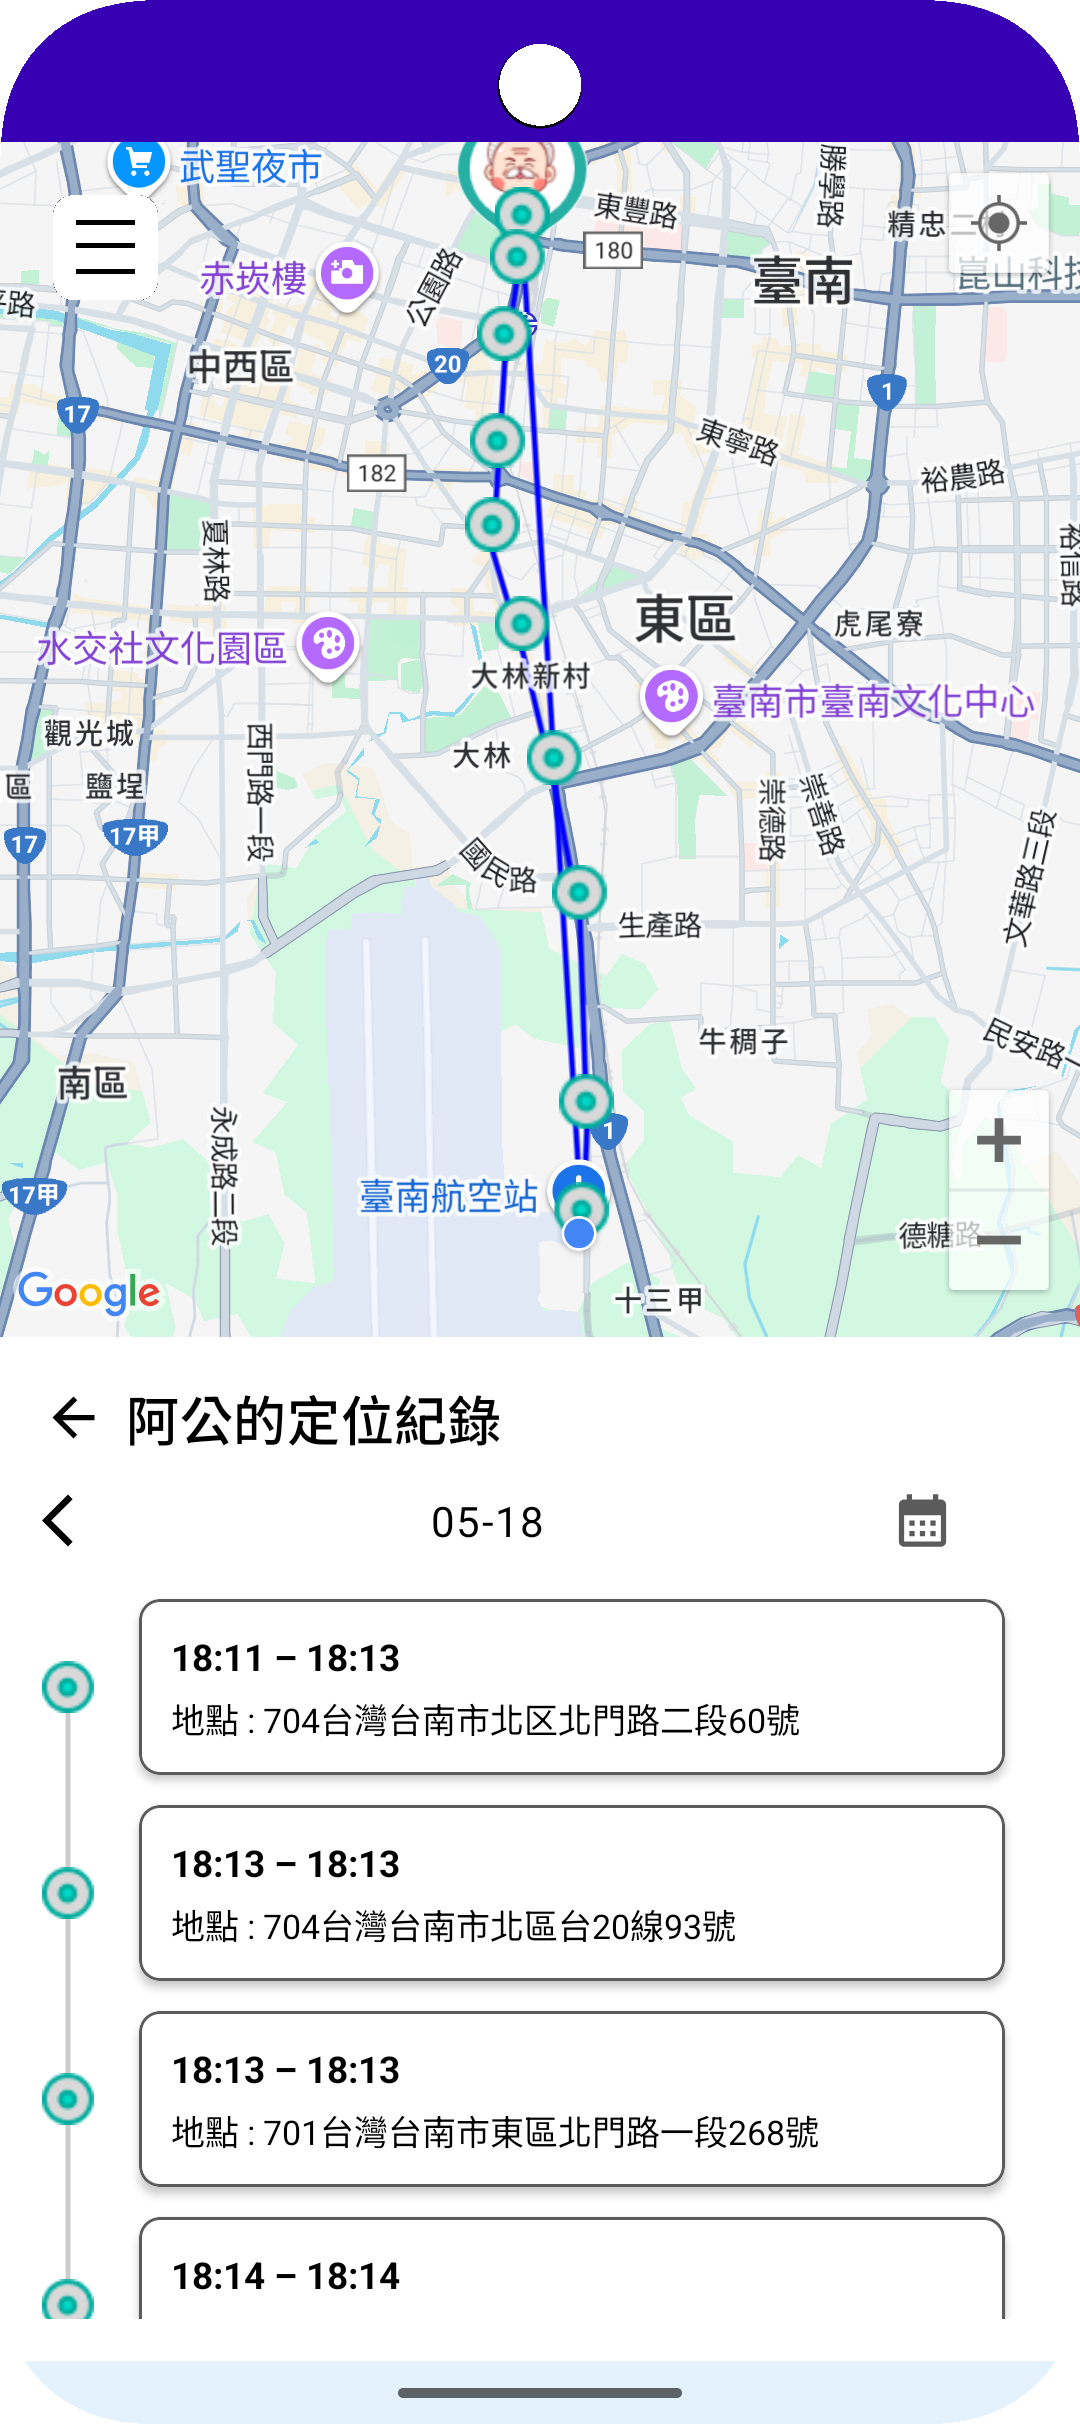 武聖夜市
東豐路
勝學路
精忠二
180
崑山科技
赤崁樓
公園路
臺南
平路
中西區
20
1
17
東寧路
182
裕農路
夏林路
裕信路
東區
虎尾寮
水交社文化園區
大林新村
臺南市臺南文化中心
觀光城
西門路一段
大林
區
鹽埕
崇德路
崇善路
17
17甲
國民路
文華路三段
生產路
牛稠子
民安路一
南區
永成路二段
1
臺南航空站
17甲
德糖路
Google
十三甲
阿公的定位紀錄
05-18
18:11 – 18:13
地點 : 704台灣台南市北区北門路二段60號
18:13 – 18:13
地點 : 704台灣台南市北區台20線93號
18:13 – 18:13
地點 : 701台灣台南市東區北門路一段268號
18:14 – 18:14